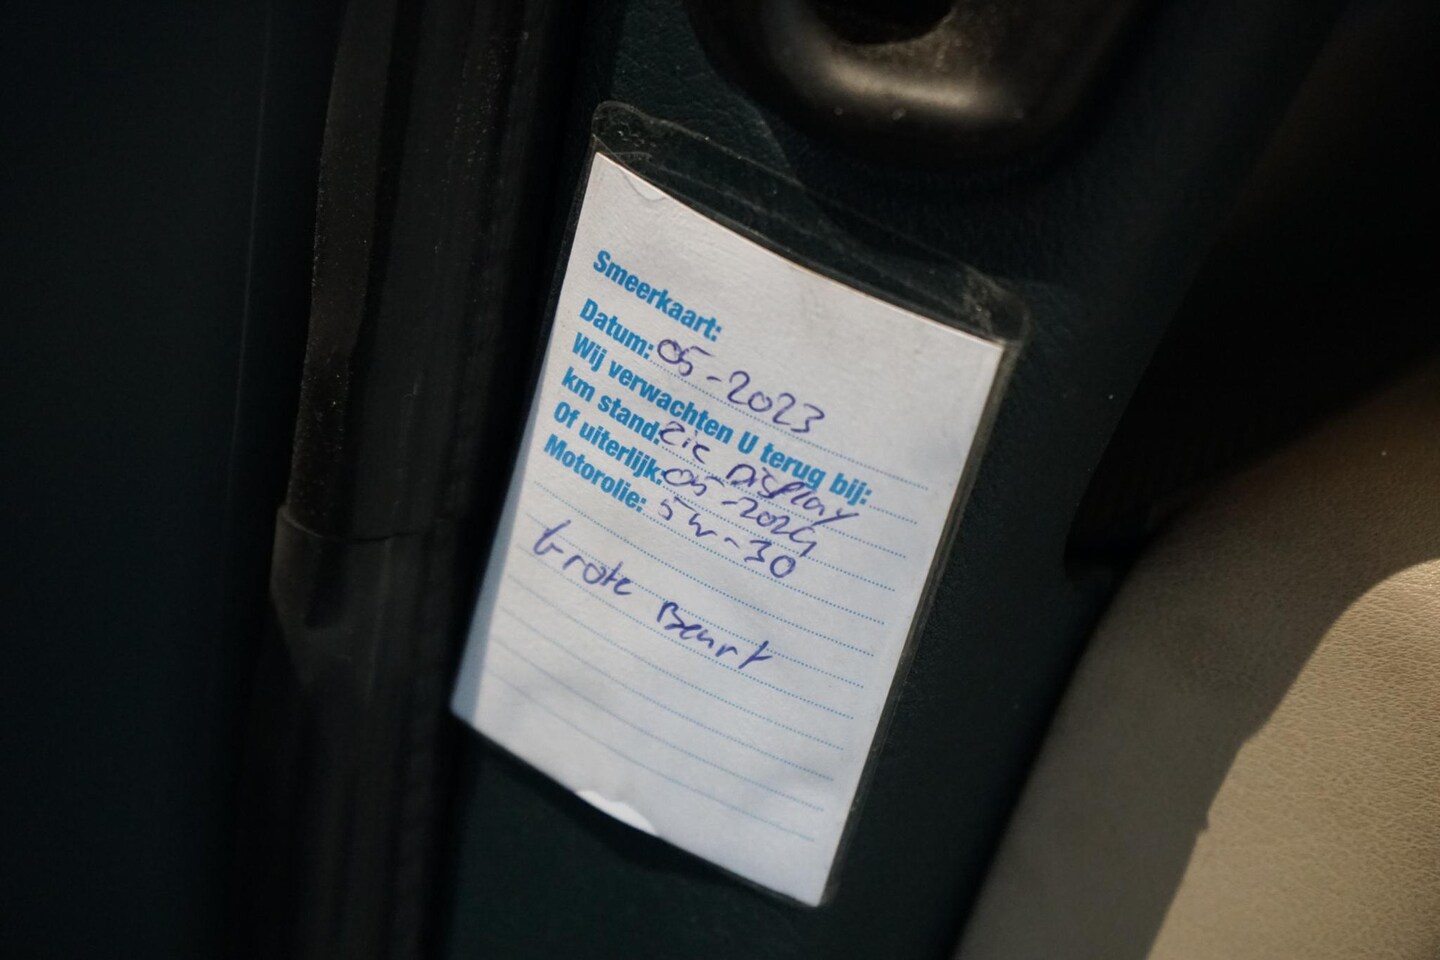 Smeerkaart:
Datum: 05-2023
Wij verwachten U terug bij:
km stand: zie Display
Of uiterlijk: 05-2024
Motorolie: 5w-30
Grote Beurt